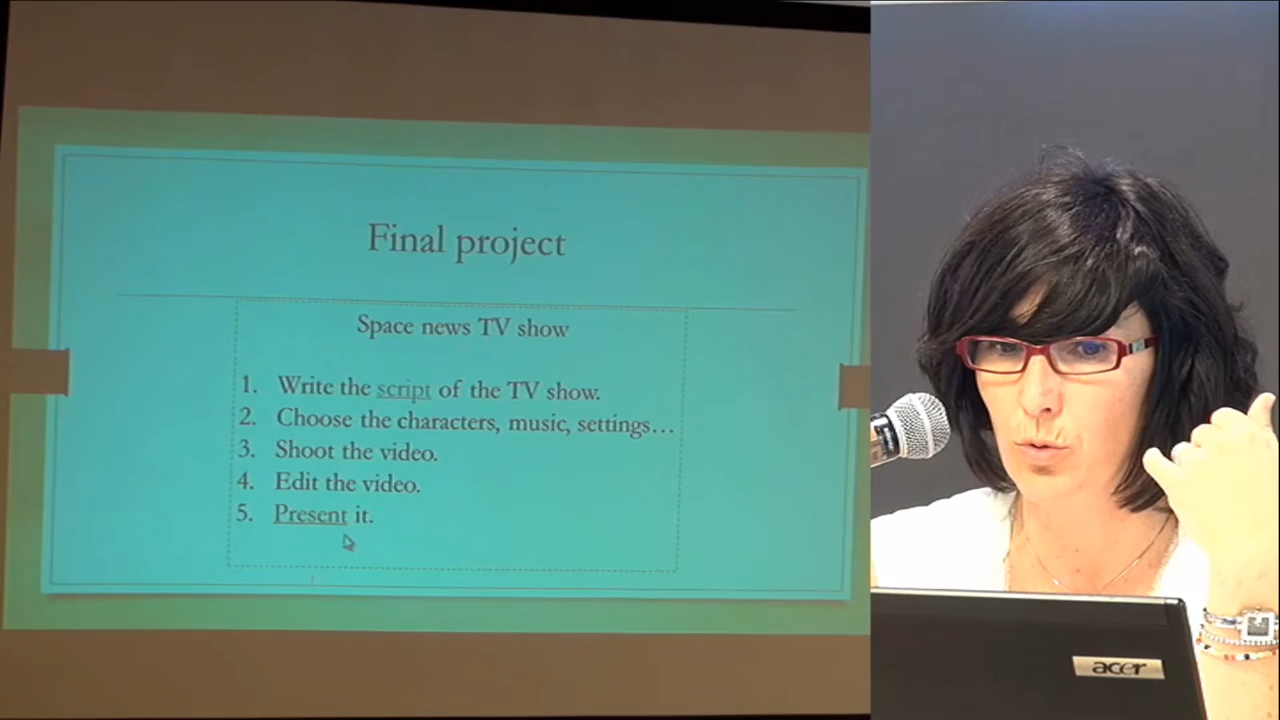 Final project
Space news TV show
1. Write the script of the TV show.
2. Choose the characters, music, settings...
3. Shoot the video.
4. Edit the video.
5. Present it.
acer